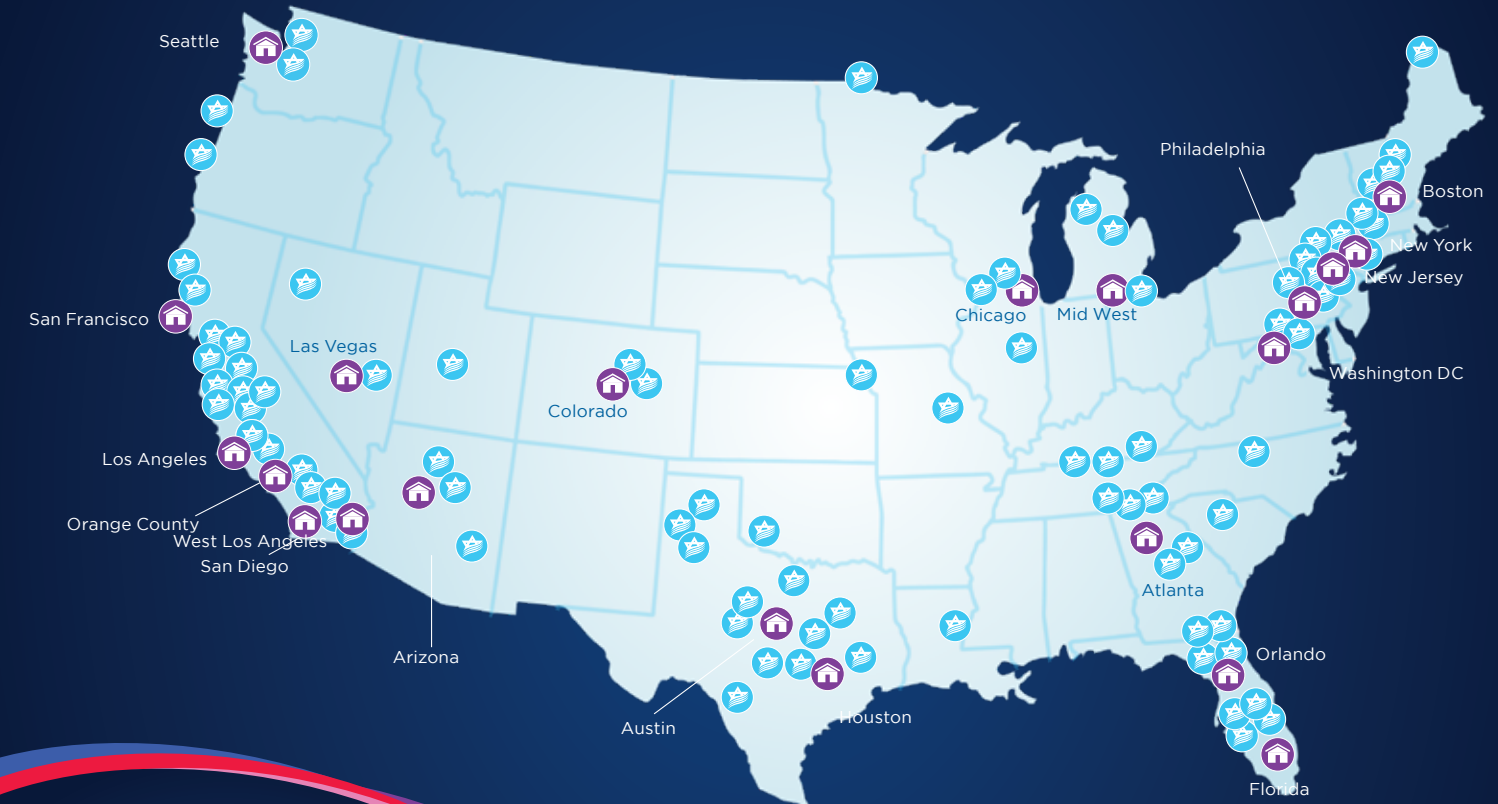 Seattle
Philadelphia
Boston
New York
New Jersey
San Francisco
Chicago
Mid West
Las Vegas
Washington DC
Colorado
Los Angeles
Orange County
West Los Angeles
San Diego
Atlanta
Arizona
Orlando
Austin
Houston
Florida